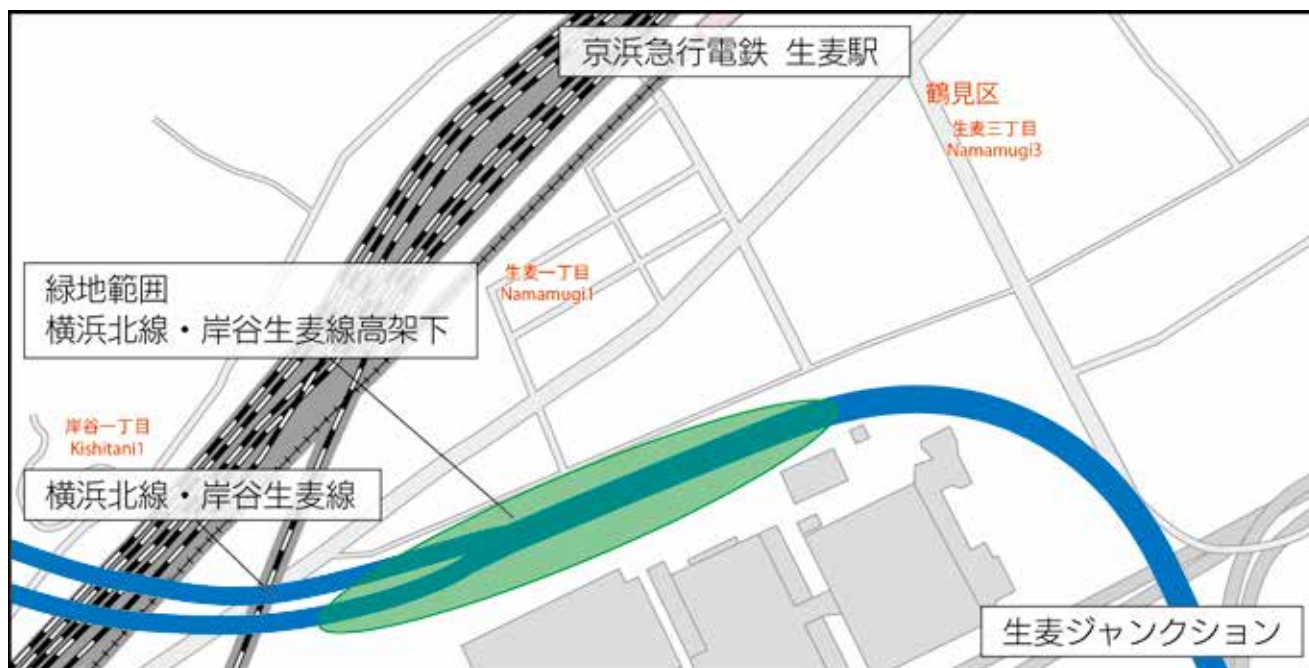 京浜急行電鉄 生麦駅
鶴見区
生麦三丁目
Namamugi3
緑地範囲
横浜北線・岸谷生麦線高架下
生麦一丁目
Namamugi1
岸谷一丁目
Kishitani1
横浜北線・岸谷生麦線
生麦ジャンクション